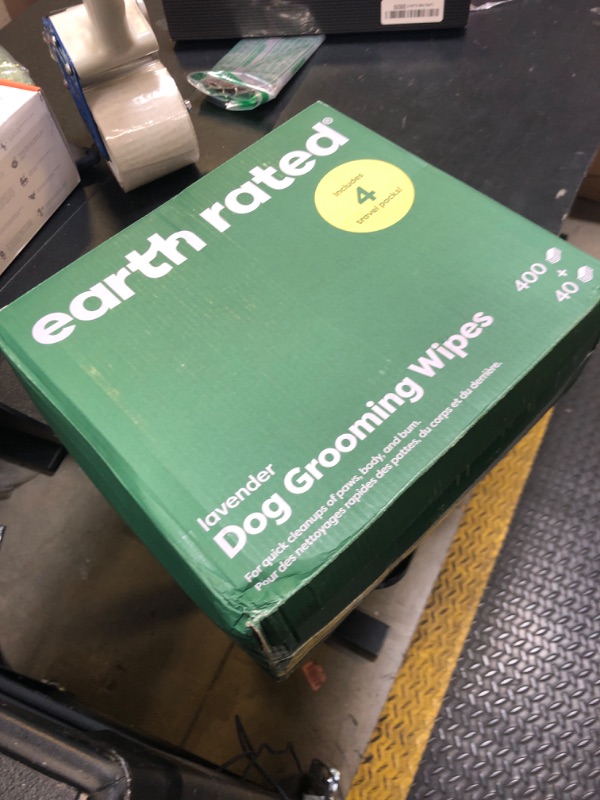 earth rated®
includes
4
travel packs!
400
+
40
lavender
Dog Grooming Wipes
For quick cleanups of paws, body, and bum.
Pour des nettoyages rapides des pattes, du corps et du derrière.